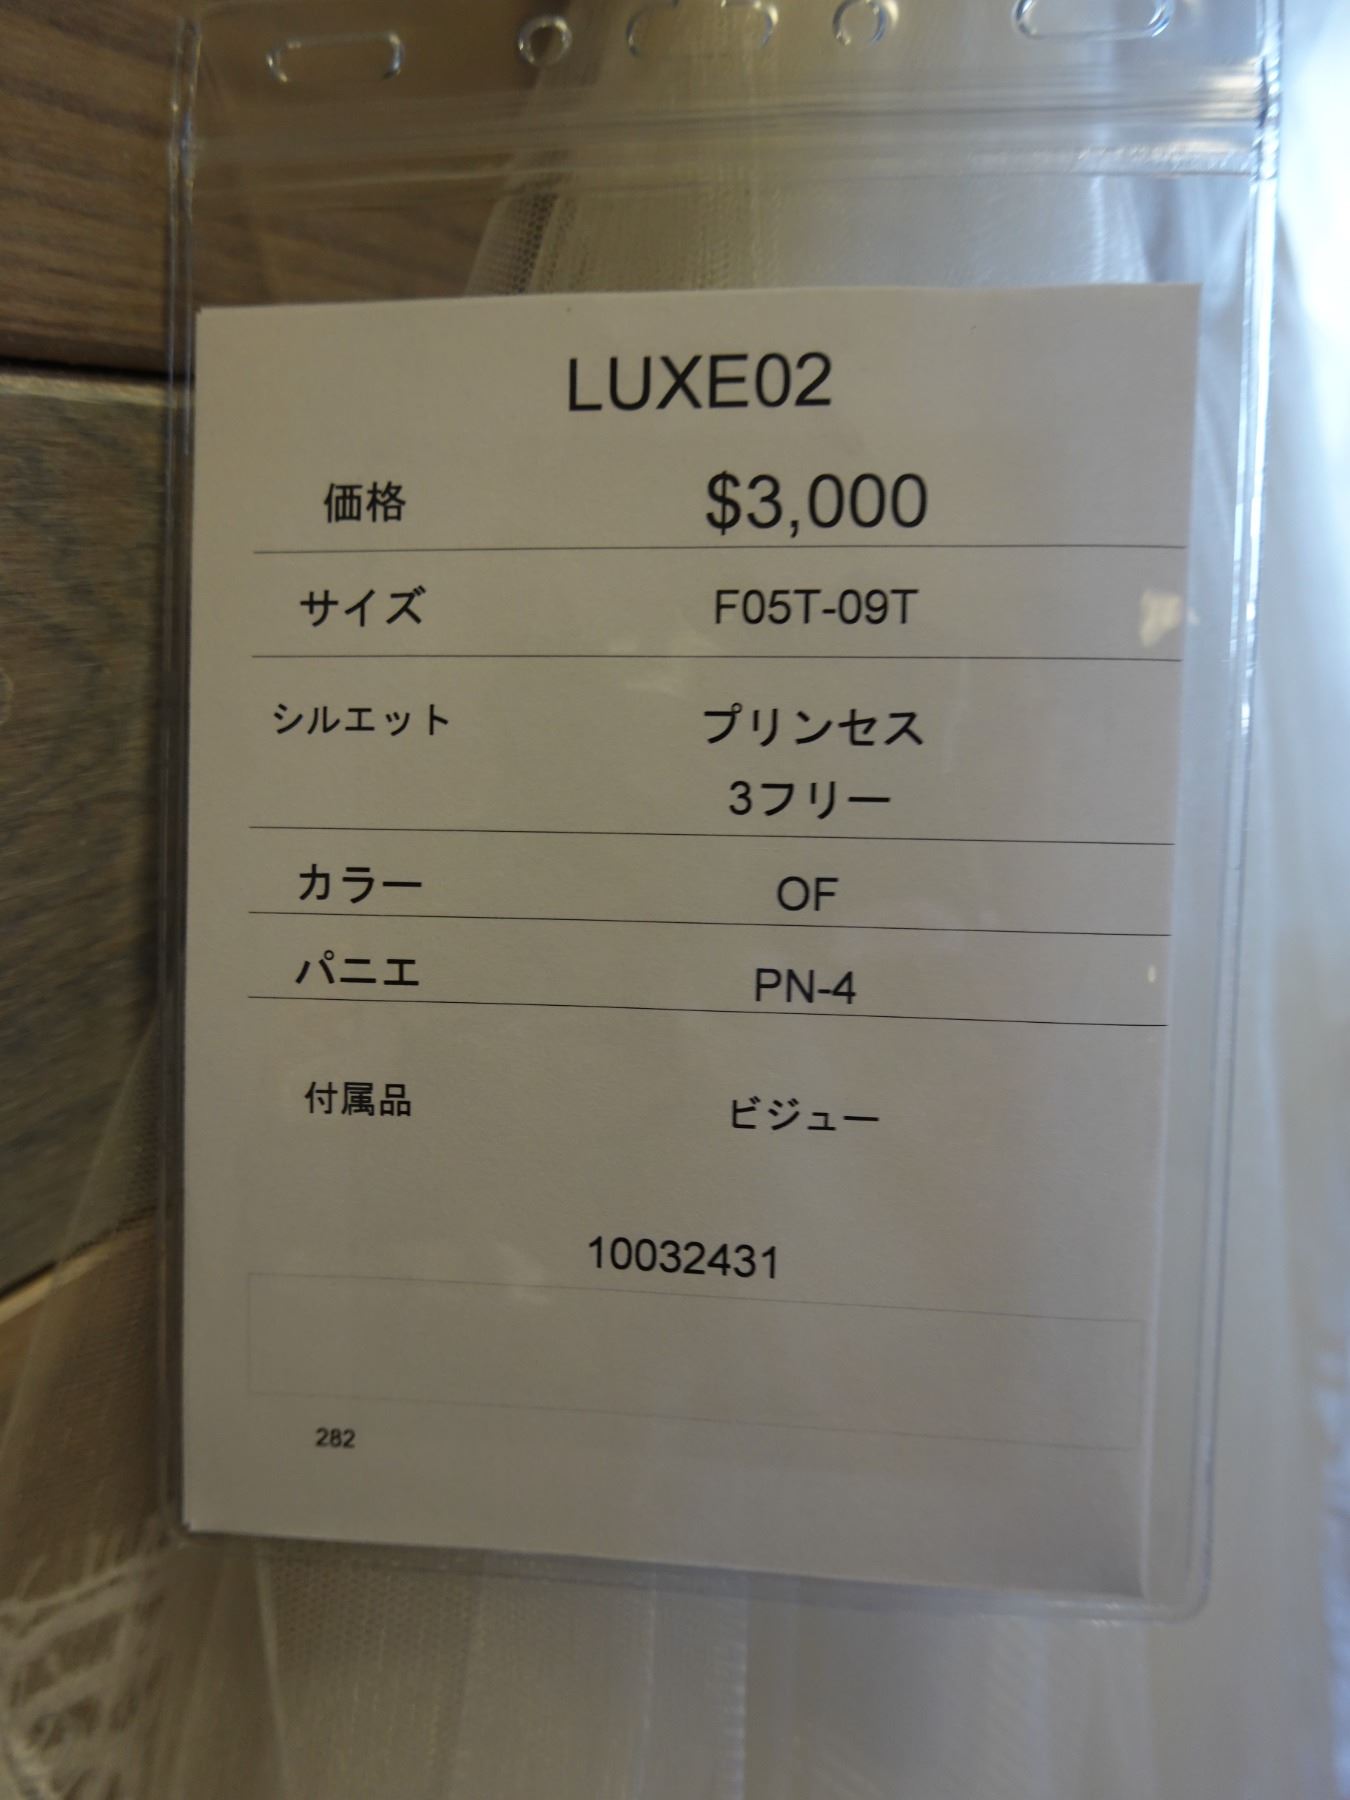 LUXE02
価格 $3,000
サイズ F05T-09T
シルエット プリンセス
3フリー
カラー OF
パニエ PN-4
付属品 ビジュー
10032431
282